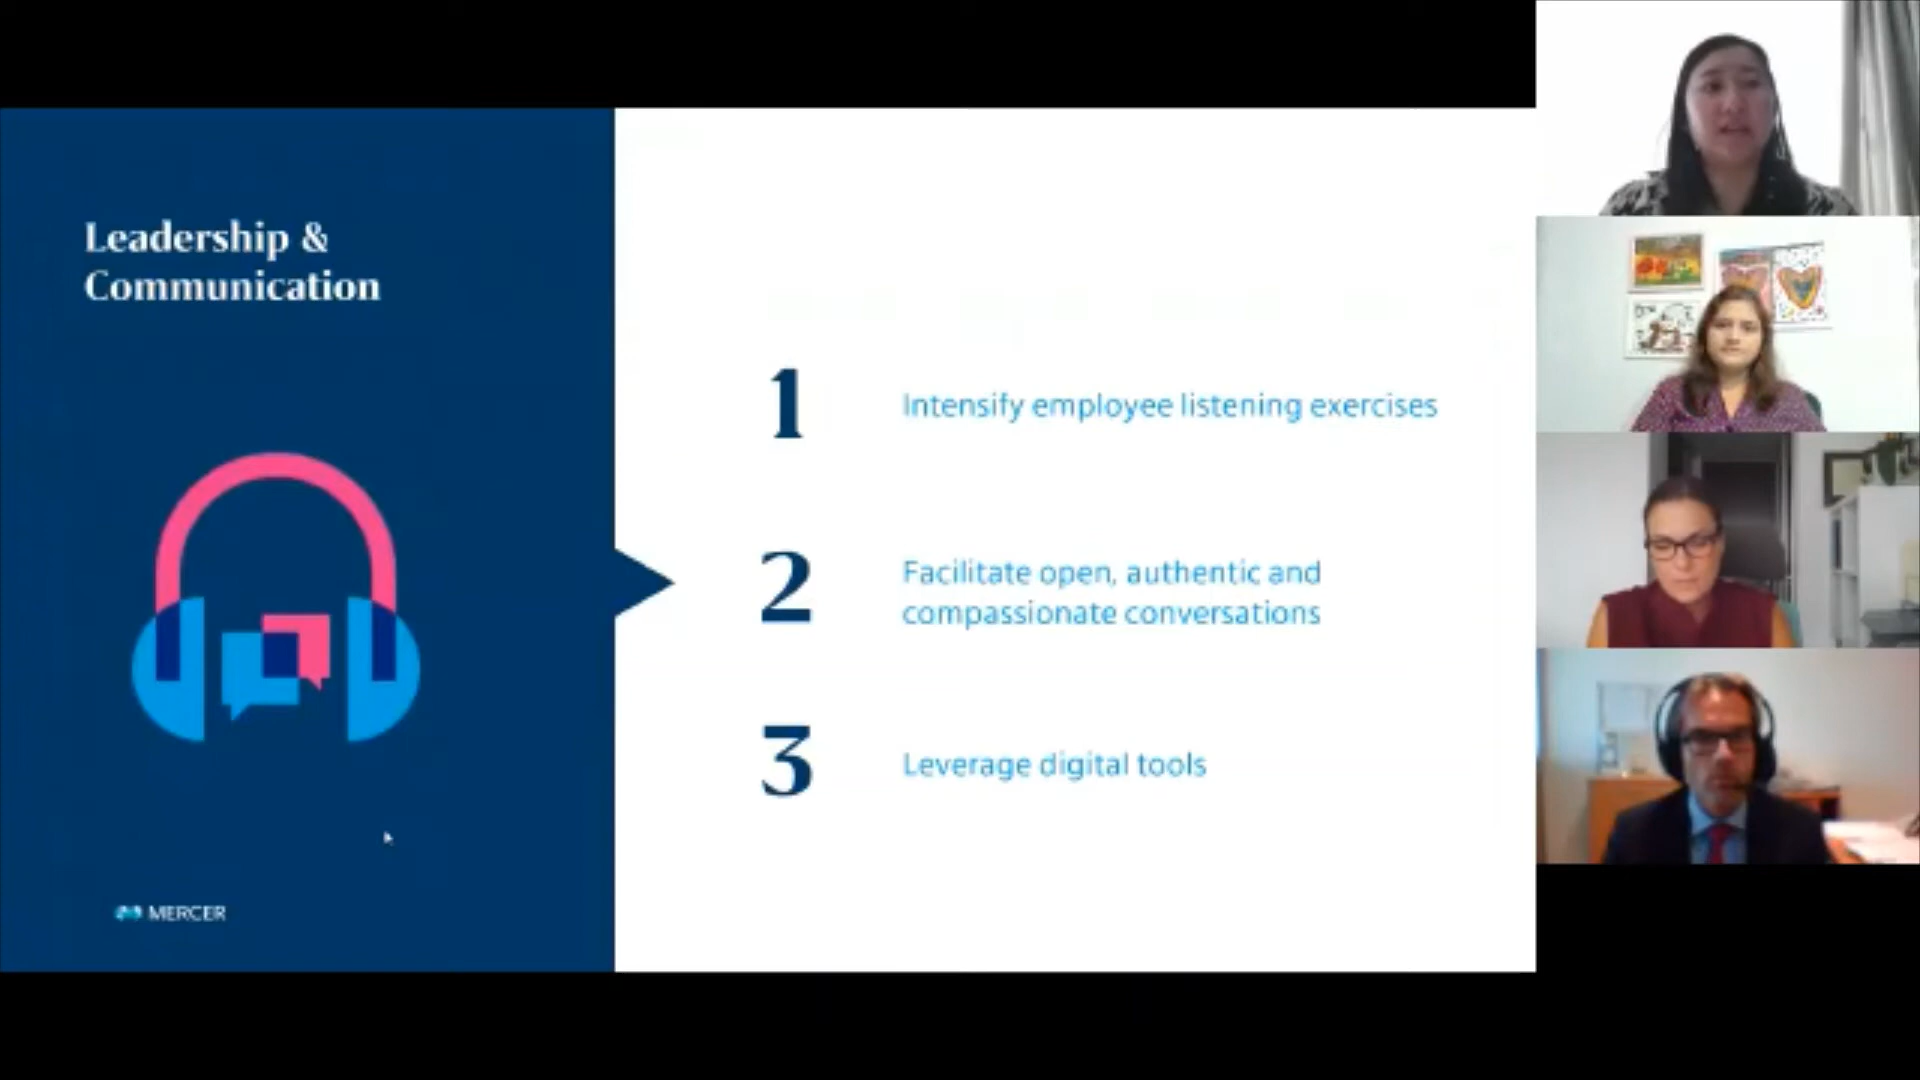 Leadership &
Communication
1
Intensify employee listening exercises
2
Facilitate open, authentic and
compassionate conversations
3
Leverage digital tools
MERCER